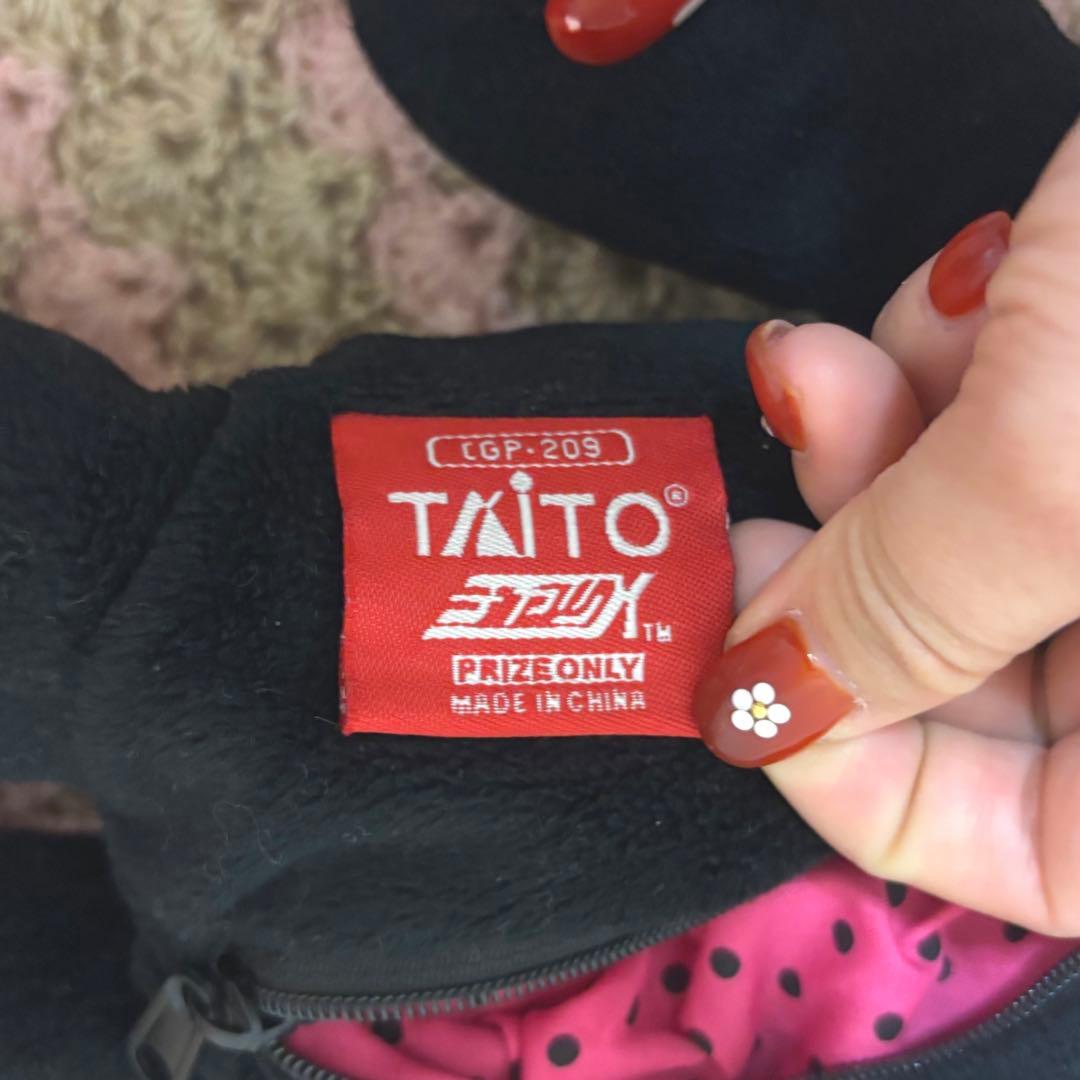 CGP-209
TAITO®
PRIZE ONLY
MADE IN CHINA